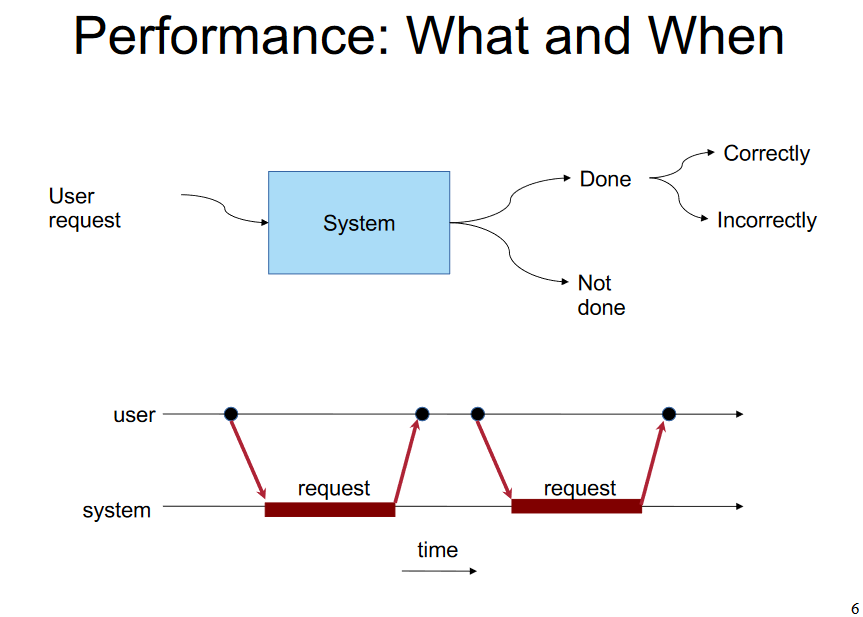 Performance: What and When
User
request
System
Done
Correctly
Incorrectly
Not
done
user
request
request
system
time
6